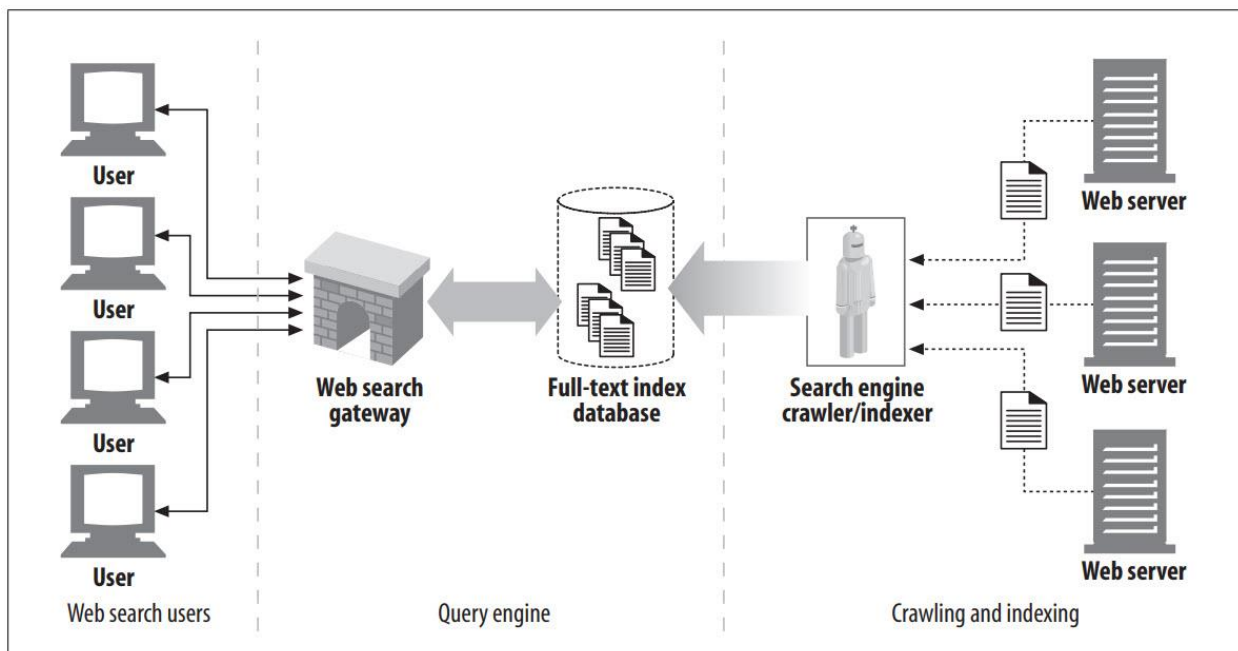 User
User
User
User
Web search users
Web search
gateway
Full-text index
database
Query engine
Search engine
crawler/indexer
Web server
Web server
Web server
Crawling and indexing